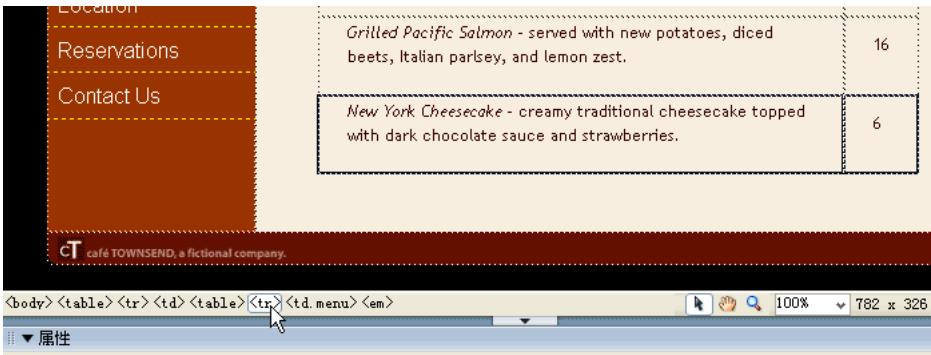 Location
Reservations
Contact Us
Grilled Pacific Salmon - served with new potatoes, diced
beets, Italian parlsey, and lemon zest.
16
New York Cheesecake - creamy traditional cheesecake topped
with dark chocolate sauce and strawberries.
6
cT café TOWNSEND, a fictional company.
<body> <table> <tr> <td> <table> <tr> <td.menu> <em>
100%
782 x 326
▼属性